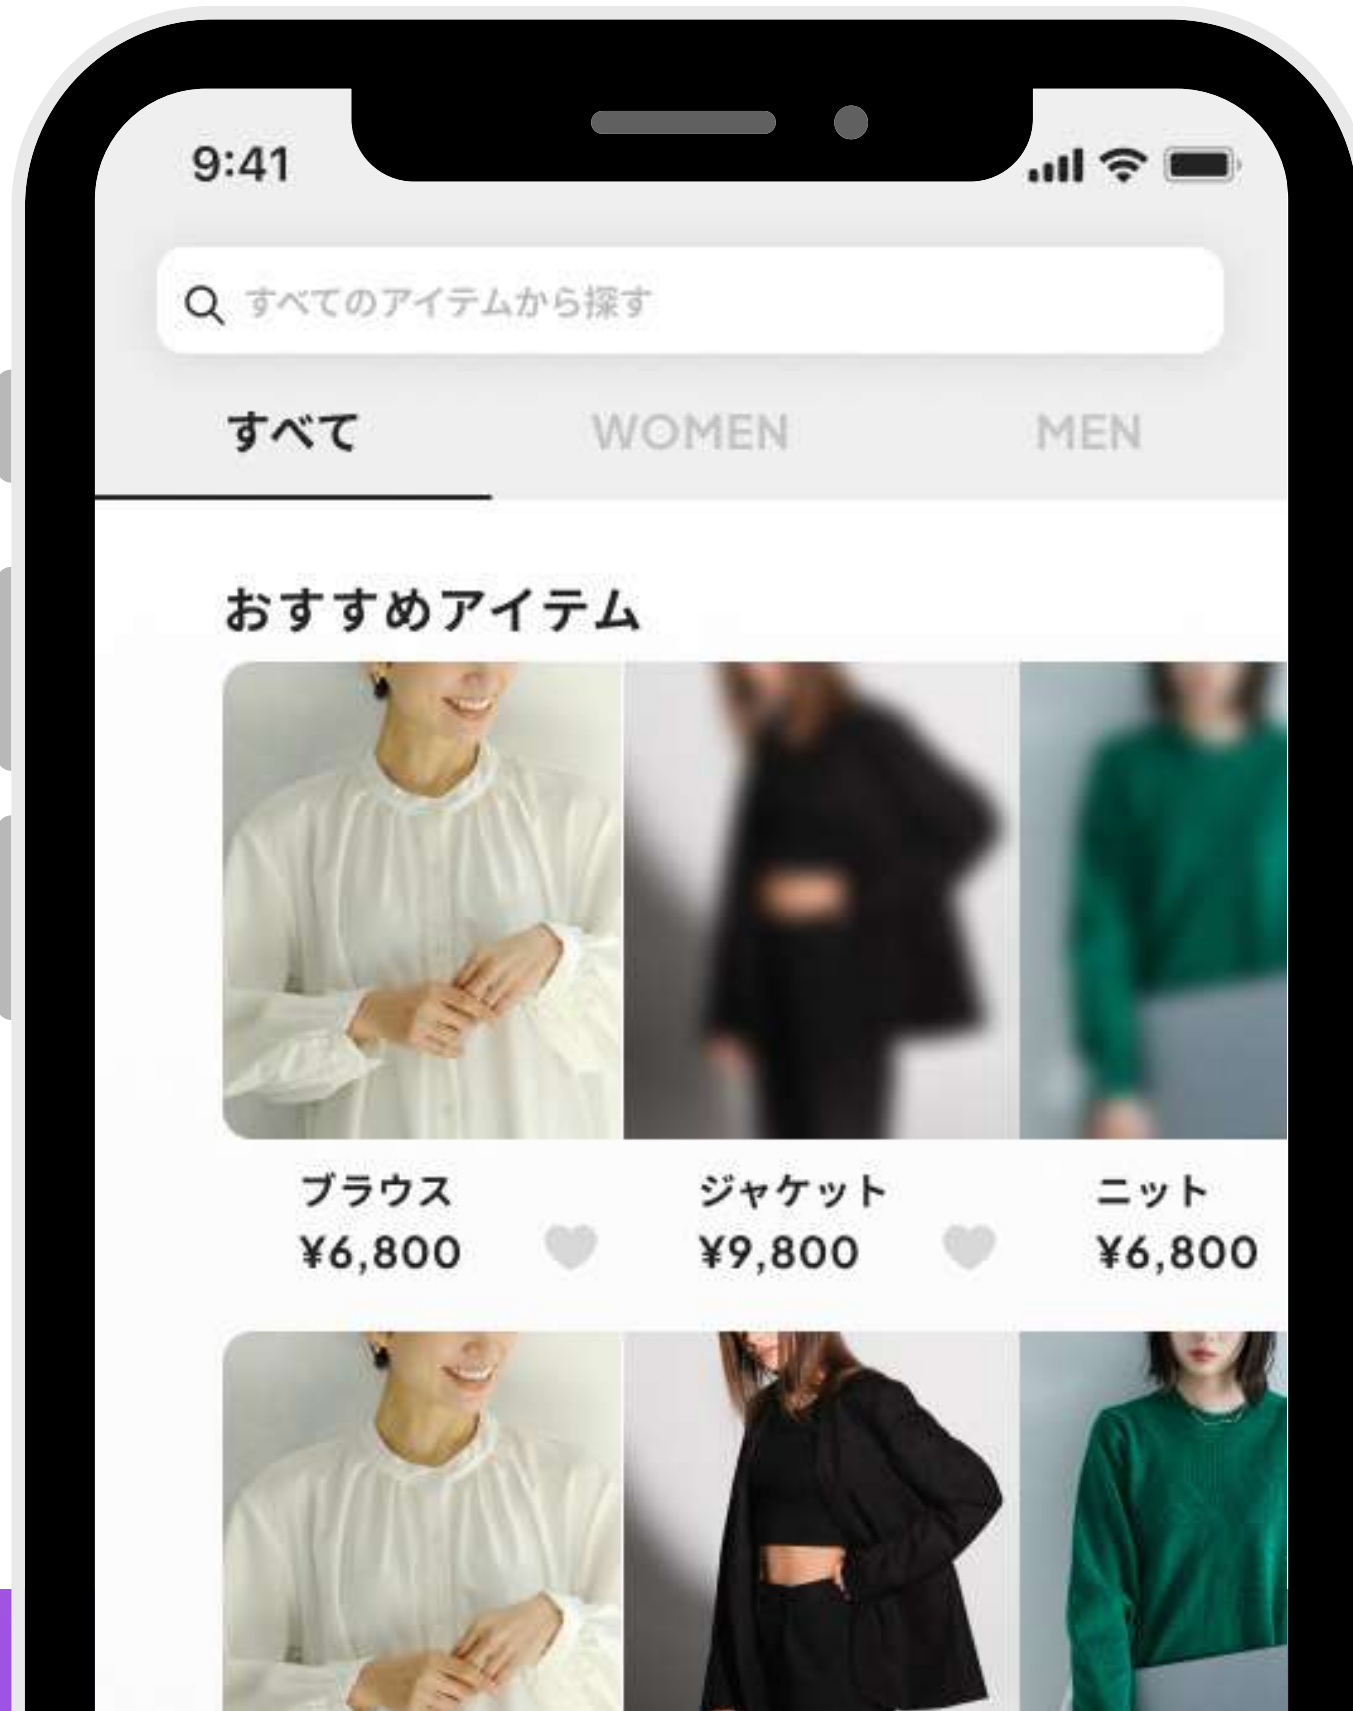 9:41
すべてのアイテムから探す
すべて WOMEN MEN
おすすめアイテム
ブラウス ジャケット ニット
¥6,800 ¥9,800 ¥6,800